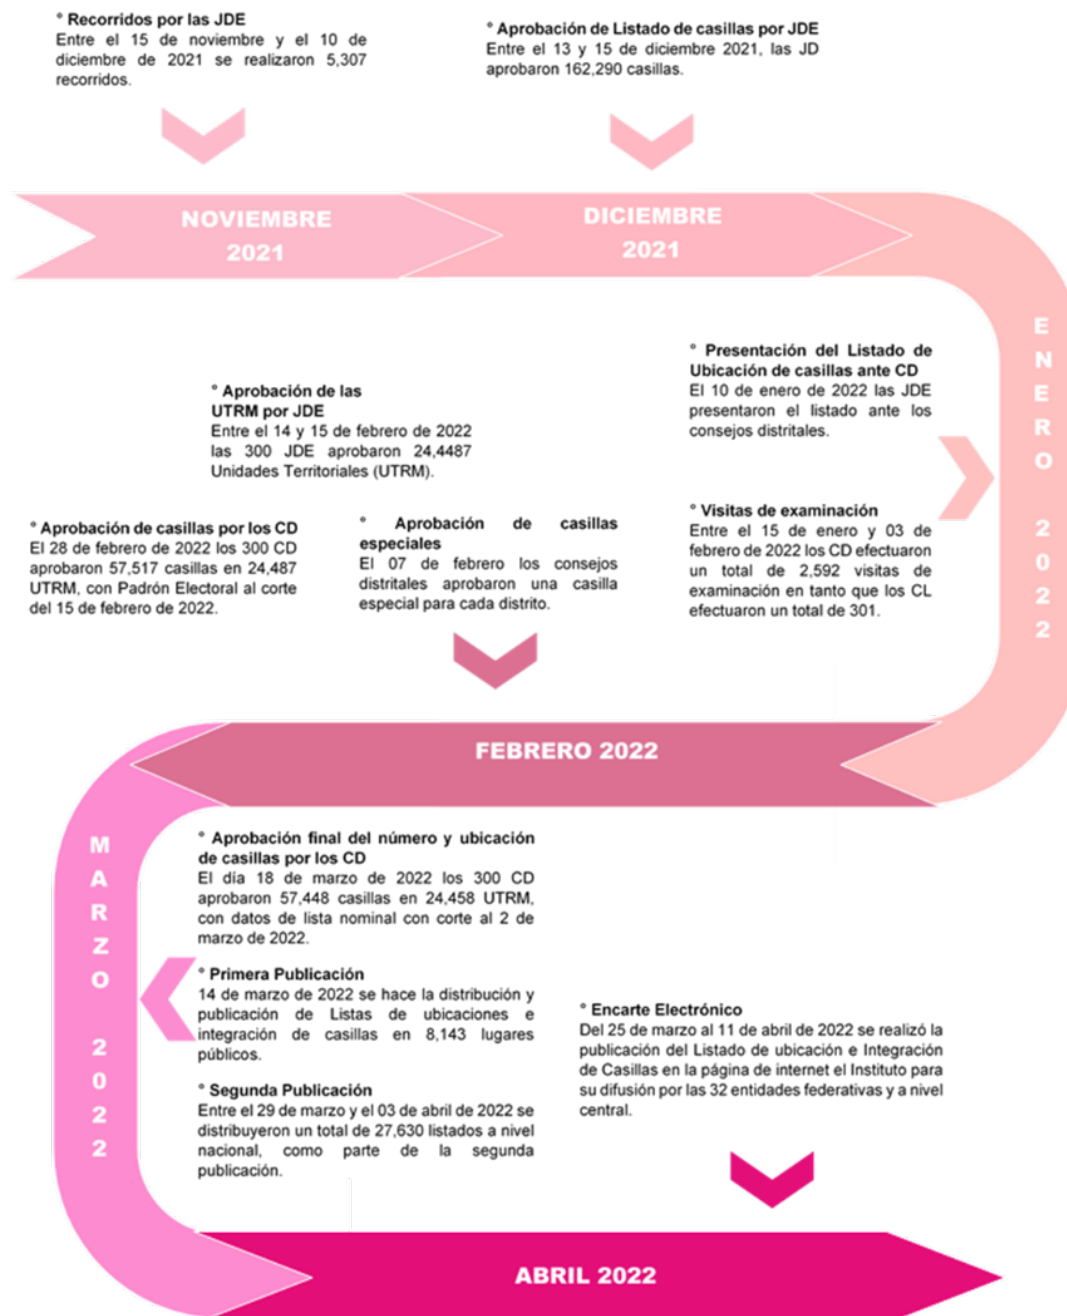 ° Recorridos por las JDE
Entre el 15 de noviembre y el 10 de
diciembre de 2021 se realizaron 5,307
recorridos.
° Aprobación de Listado de casillas por JDE
Entre el 13 y 15 de diciembre 2021, las JD
aprobaron 162,290 casillas.
NOVIEMBRE
2021
DICIEMBRE
2021
ENERO 2022
° Presentación del Listado de
Ubicación de casillas ante CD
El 10 de enero de 2022 las JDE
presentaron el listado ante los
consejos distritales.
° Visitas de examinación
Entre el 15 de enero y 03 de
febrero de 2022 los CD efectuaron
un total de 2,592 visitas de
examinación en tanto que los CL
efectuaron un total de 301.
° Aprobación de las
UTRM por JDE
Entre el 14 y 15 de febrero de 2022
las 300 JDE aprobaron 24,4487
Unidades Territoriales (UTRM).
° Aprobación de casillas por los CD
El 28 de febrero de 2022 los 300 CD
aprobaron 57,517 casillas en 24,487
UTRM, con Padrón Electoral al corte
del 15 de febrero de 2022.
° Aprobación de casillas
especiales
El 07 de febrero los consejos
distritales aprobaron una casilla
especial para cada distrito.
FEBRERO 2022
MARZO 2022
° Aprobación final del número y ubicación
de casillas por los CD
El día 18 de marzo de 2022 los 300 CD
aprobaron 57,448 casillas en 24,458 UTRM,
con datos de lista nominal con corte al 2 de
marzo de 2022.
° Primera Publicación
14 de marzo de 2022 se hace la distribución y
publicación de Listas de ubicaciones e
integración de casillas en 8,143 lugares
públicos.
° Segunda Publicación
Entre el 29 de marzo y el 03 de abril de 2022 se
distribuyeron un total de 27,630 listados a nivel
nacional, como parte de la segunda
publicación.
° Encarte Electrónico
Del 25 de marzo al 11 de abril de 2022 se realizó la
publicación del Listado de ubicación e Integración
de Casillas en la página de internet el Instituto para
su difusión por las 32 entidades federativas y a nivel
central.
ABRIL 2022